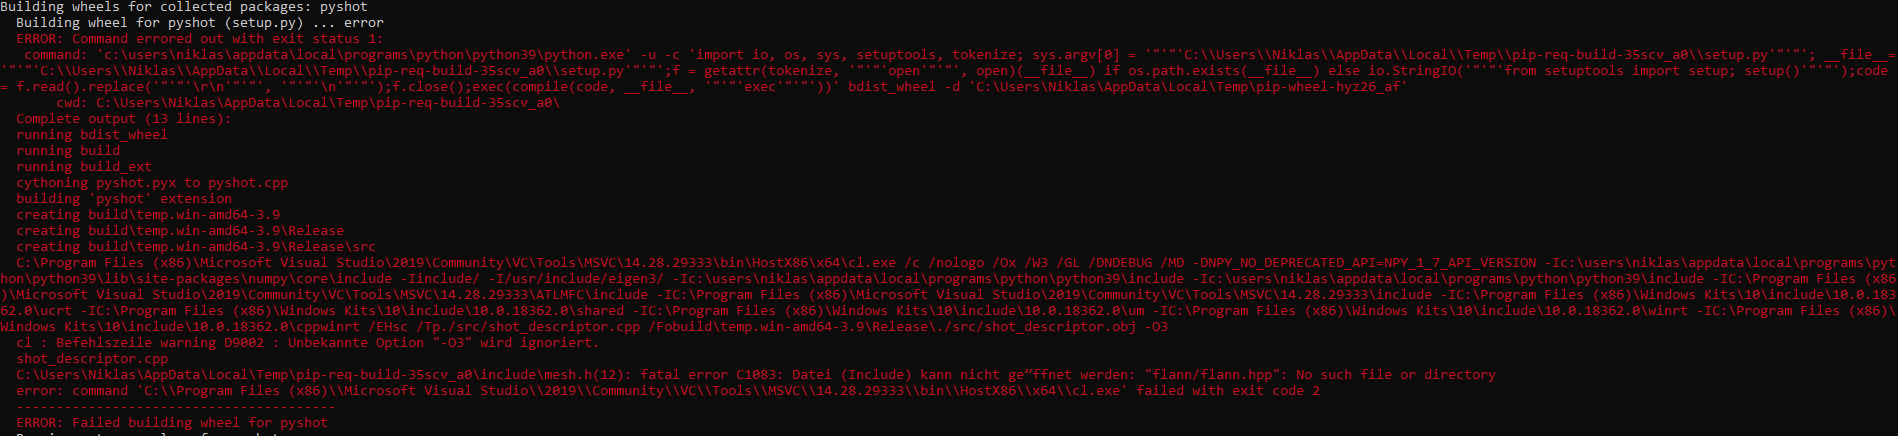 Building wheels for collected packages: pyshot
Building wheel for pyshot (setup.py) ... error
ERROR: Command errored out with exit status 1:
command: 'c:\users\niklas\appdata\local\programs\python\python39\python.exe' -u -c 'import io, os, sys, setuptools, tokenize; sys.argv[0] = '"'"'C:\\Users\\Niklas\\AppData\\Local\\Temp\\pip-req-build-35scv_a0\\setup.py'"'"'; __file__=
'"'"'C:\\Users\\Niklas\\AppData\\Local\\Temp\\pip-req-build-35scv_a0\\setup.py'"'"';f = getattr(tokenize, '"'"'open'"'"', open)(__file__) if os.path.exists(__file__) else io.StringIO('"'"'from setuptools import setup; setup()'"'"');code
= f.read().replace('"'"'\r\n'"'"', '"'"'\n'"'"');f.close();exec(compile(code, __file__, '"'"'exec'"'"'))' bdist_wheel -d 'C:\Users\Niklas\AppData\Local\Temp\pip-wheel-hyz26_af'
cwd: C:\Users\Niklas\AppData\Local\Temp\pip-req-build-35scv_a0\
Complete output (13 lines):
running bdist_wheel
running build
running build_ext
cythoning pyshot.pyx to pyshot.cpp
building 'pyshot' extension
creating build\temp.win-amd64-3.9
creating build\temp.win-amd64-3.9\Release
creating build\temp.win-amd64-3.9\Release\src
C:\Program Files (x86)\Microsoft Visual Studio\2019\Community\VC\Tools\MSVC\14.28.29333\bin\HostX86\x64\cl.exe /c /nologo /Ox /W3 /GL /DNDEBUG /MD -DNPY_NO_DEPRECATED_API=NPY_1_7_API_VERSION -Ic:\users\niklas\appdata\local\programs\pyt
hon\python39\lib\site-packages\numpy\core\include -Iinclude/ -I/usr/include/eigen3/ -Ic:\users\niklas\appdata\local\programs\python\python39\include -Ic:\users\niklas\appdata\local\programs\python\python39\include -IC:\Program Files (x86
)\Microsoft Visual Studio\2019\Community\VC\Tools\MSVC\14.28.29333\ATLMFC\include -IC:\Program Files (x86)\Microsoft Visual Studio\2019\Community\VC\Tools\MSVC\14.28.29333\include -IC:\Program Files (x86)\Windows Kits\10\include\10.0.183
62.0\ucrt -IC:\Program Files (x86)\Windows Kits\10\include\10.0.18362.0\shared -IC:\Program Files (x86)\Windows Kits\10\include\10.0.18362.0\um -IC:\Program Files (x86)\Windows Kits\10\include\10.0.18362.0\winrt -IC:\Program Files (x86)\
Windows Kits\10\include\10.0.18362.0\cppwinrt /EHsc /Tp./src/shot_descriptor.cpp /Fobuild\temp.win-amd64-3.9\Release\./src/shot_descriptor.obj -O3
cl : Befehlszeile warning D9002 : Unbekannte Option "-O3" wird ignoriert.
shot_descriptor.cpp
C:\Users\Niklas\AppData\Local\Temp\pip-req-build-35scv_a0\include\mesh.h(12): fatal error C1083: Datei (Include) kann nicht ge”ffnet werden: "flann/flann.hpp": No such file or directory
error: command 'C:\\Program Files (x86)\\Microsoft Visual Studio\\2019\\Community\\VC\\Tools\\MSVC\\14.28.29333\\bin\\HostX86\\x64\\cl.exe' failed with exit code 2
----------------------------------------
ERROR: Failed building wheel for pyshot